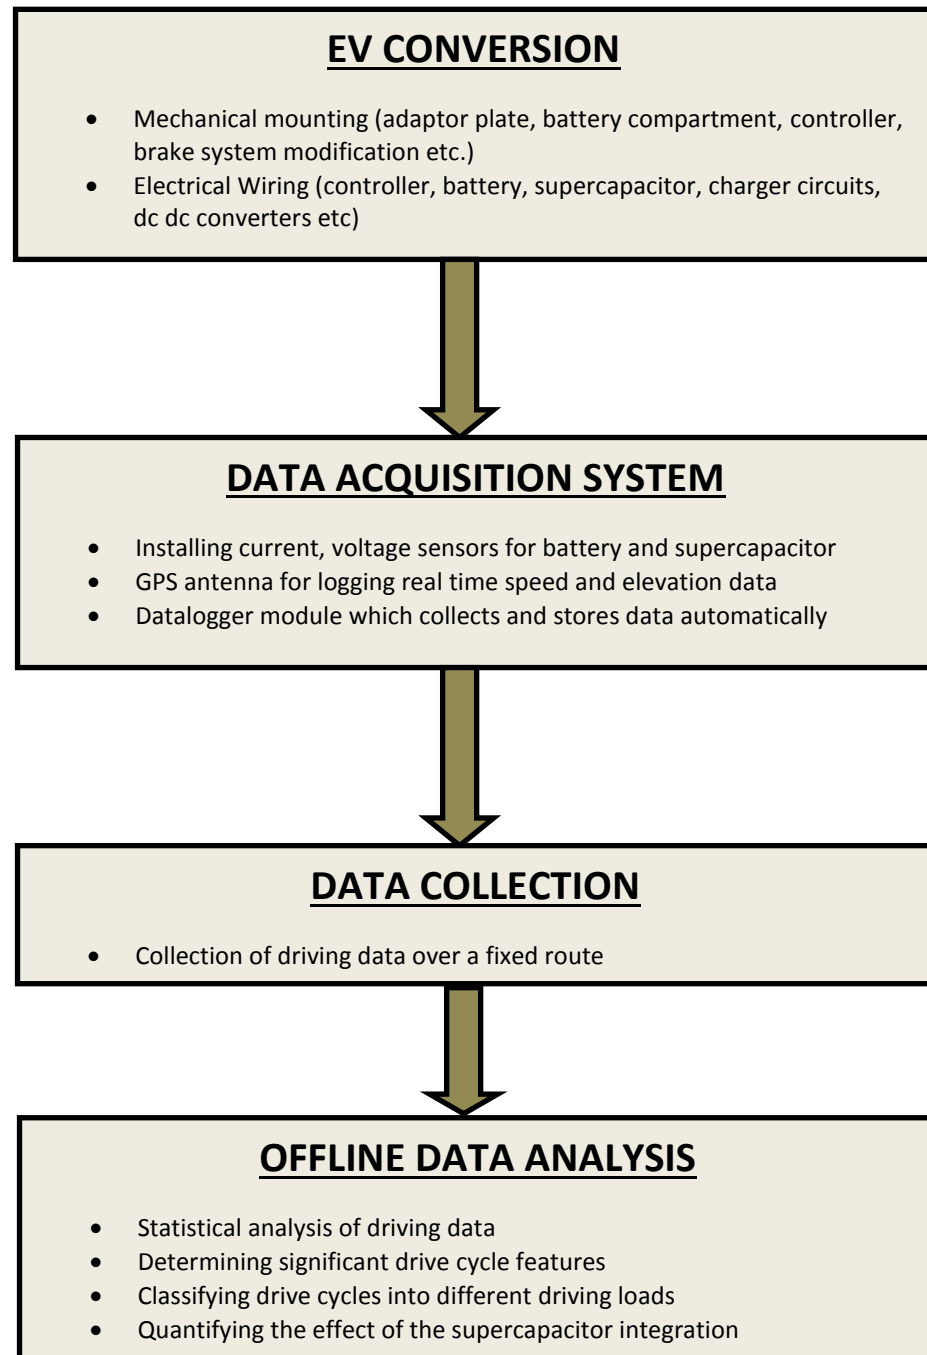 EV CONVERSION
• Mechanical mounting (adaptor plate, battery compartment, controller,
brake system modification etc.)
• Electrical Wiring (controller, battery, supercapacitor, charger circuits,
dc dc converters etc)
DATA ACQUISITION SYSTEM
• Installing current, voltage sensors for battery and supercapacitor
• GPS antenna for logging real time speed and elevation data
• Datalogger module which collects and stores data automatically
DATA COLLECTION
• Collection of driving data over a fixed route
OFFLINE DATA ANALYSIS
• Statistical analysis of driving data
• Determining significant drive cycle features
• Classifying drive cycles into different driving loads
• Quantifying the effect of the supercapacitor integration